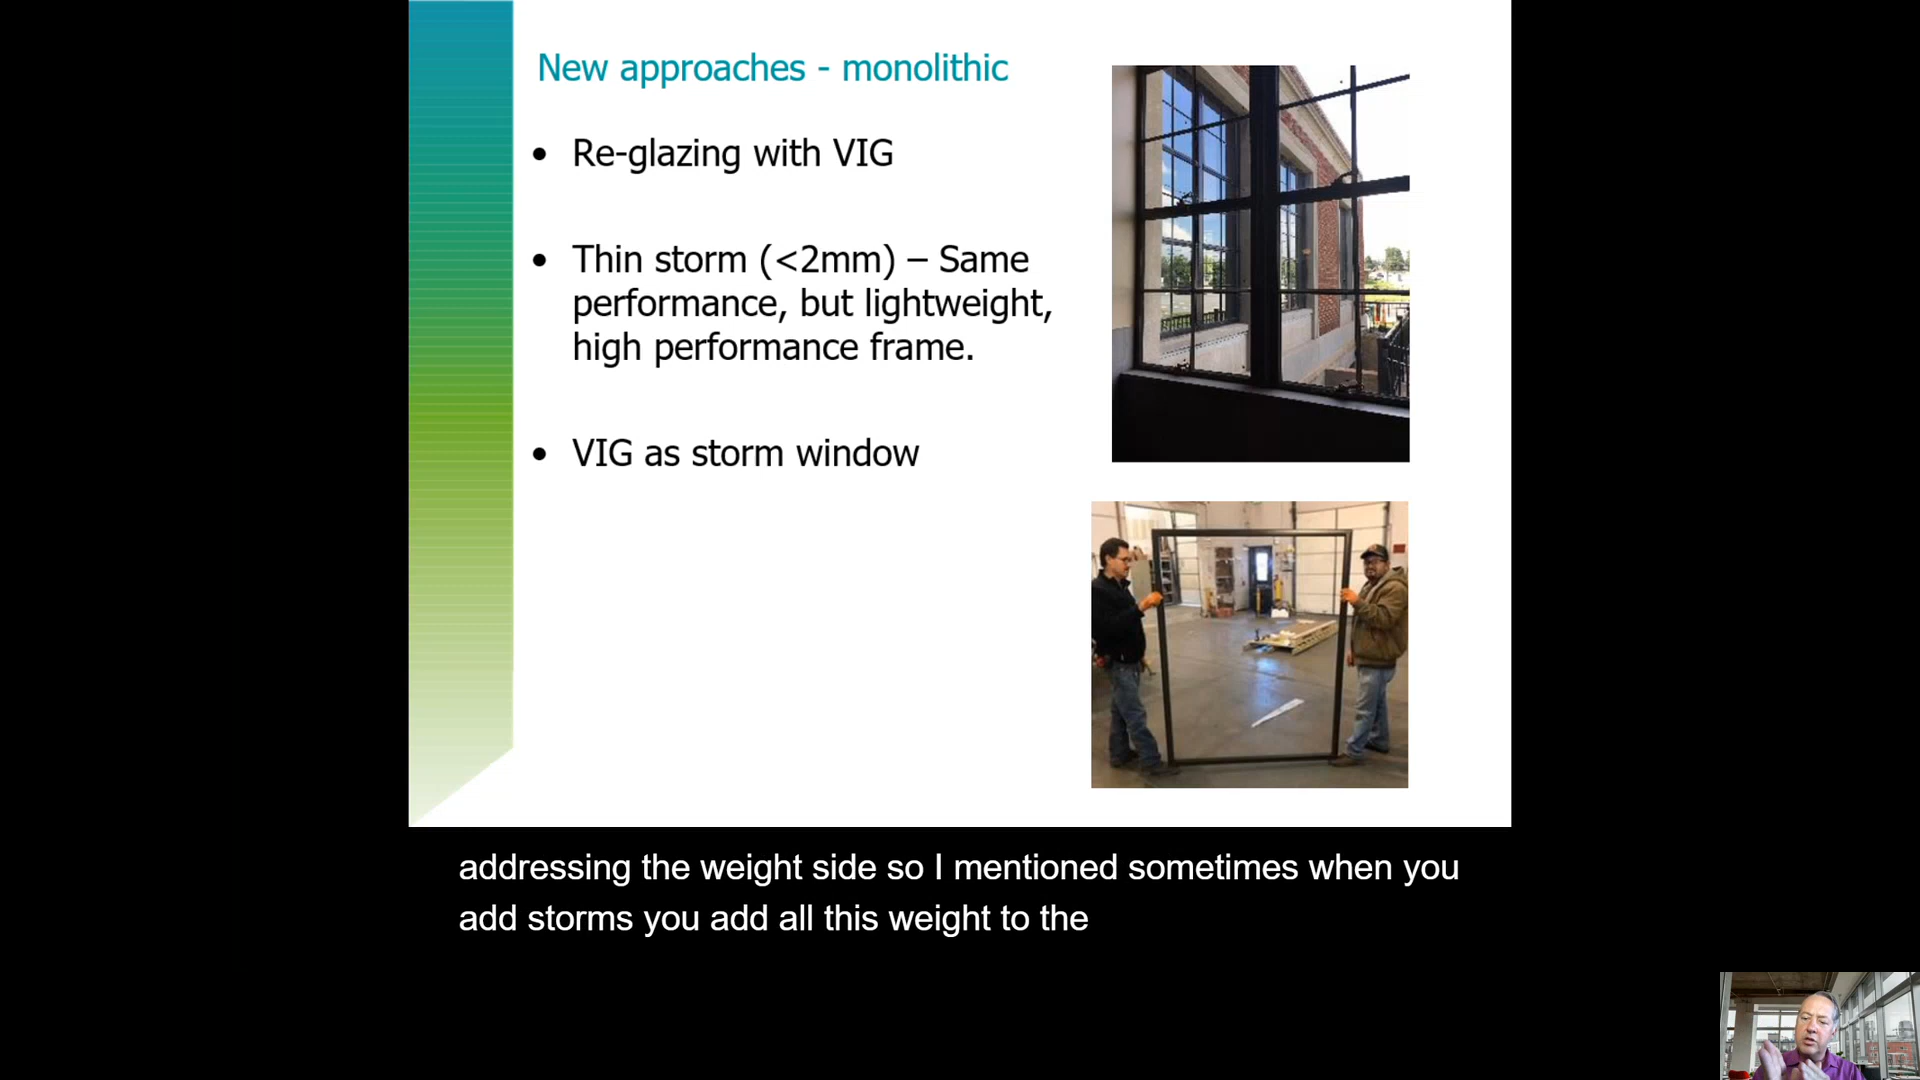 New approaches - monolithic
• Re-glazing with VIG
• Thin storm (<2mm) – Same
performance, but lightweight,
high performance frame.
• VIG as storm window
addressing the weight side so I mentioned sometimes when you
add storms you add all this weight to the